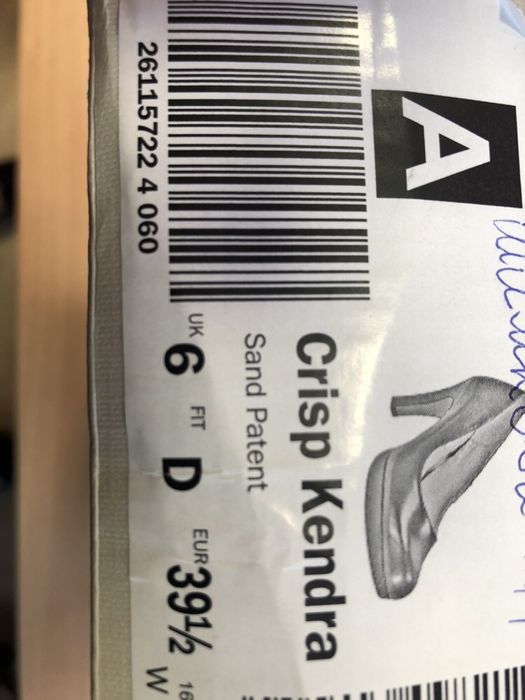 A
Crisp Kendra
Sand Patent
UK 6 FIT D EUR 39½
W
26115722 4 060